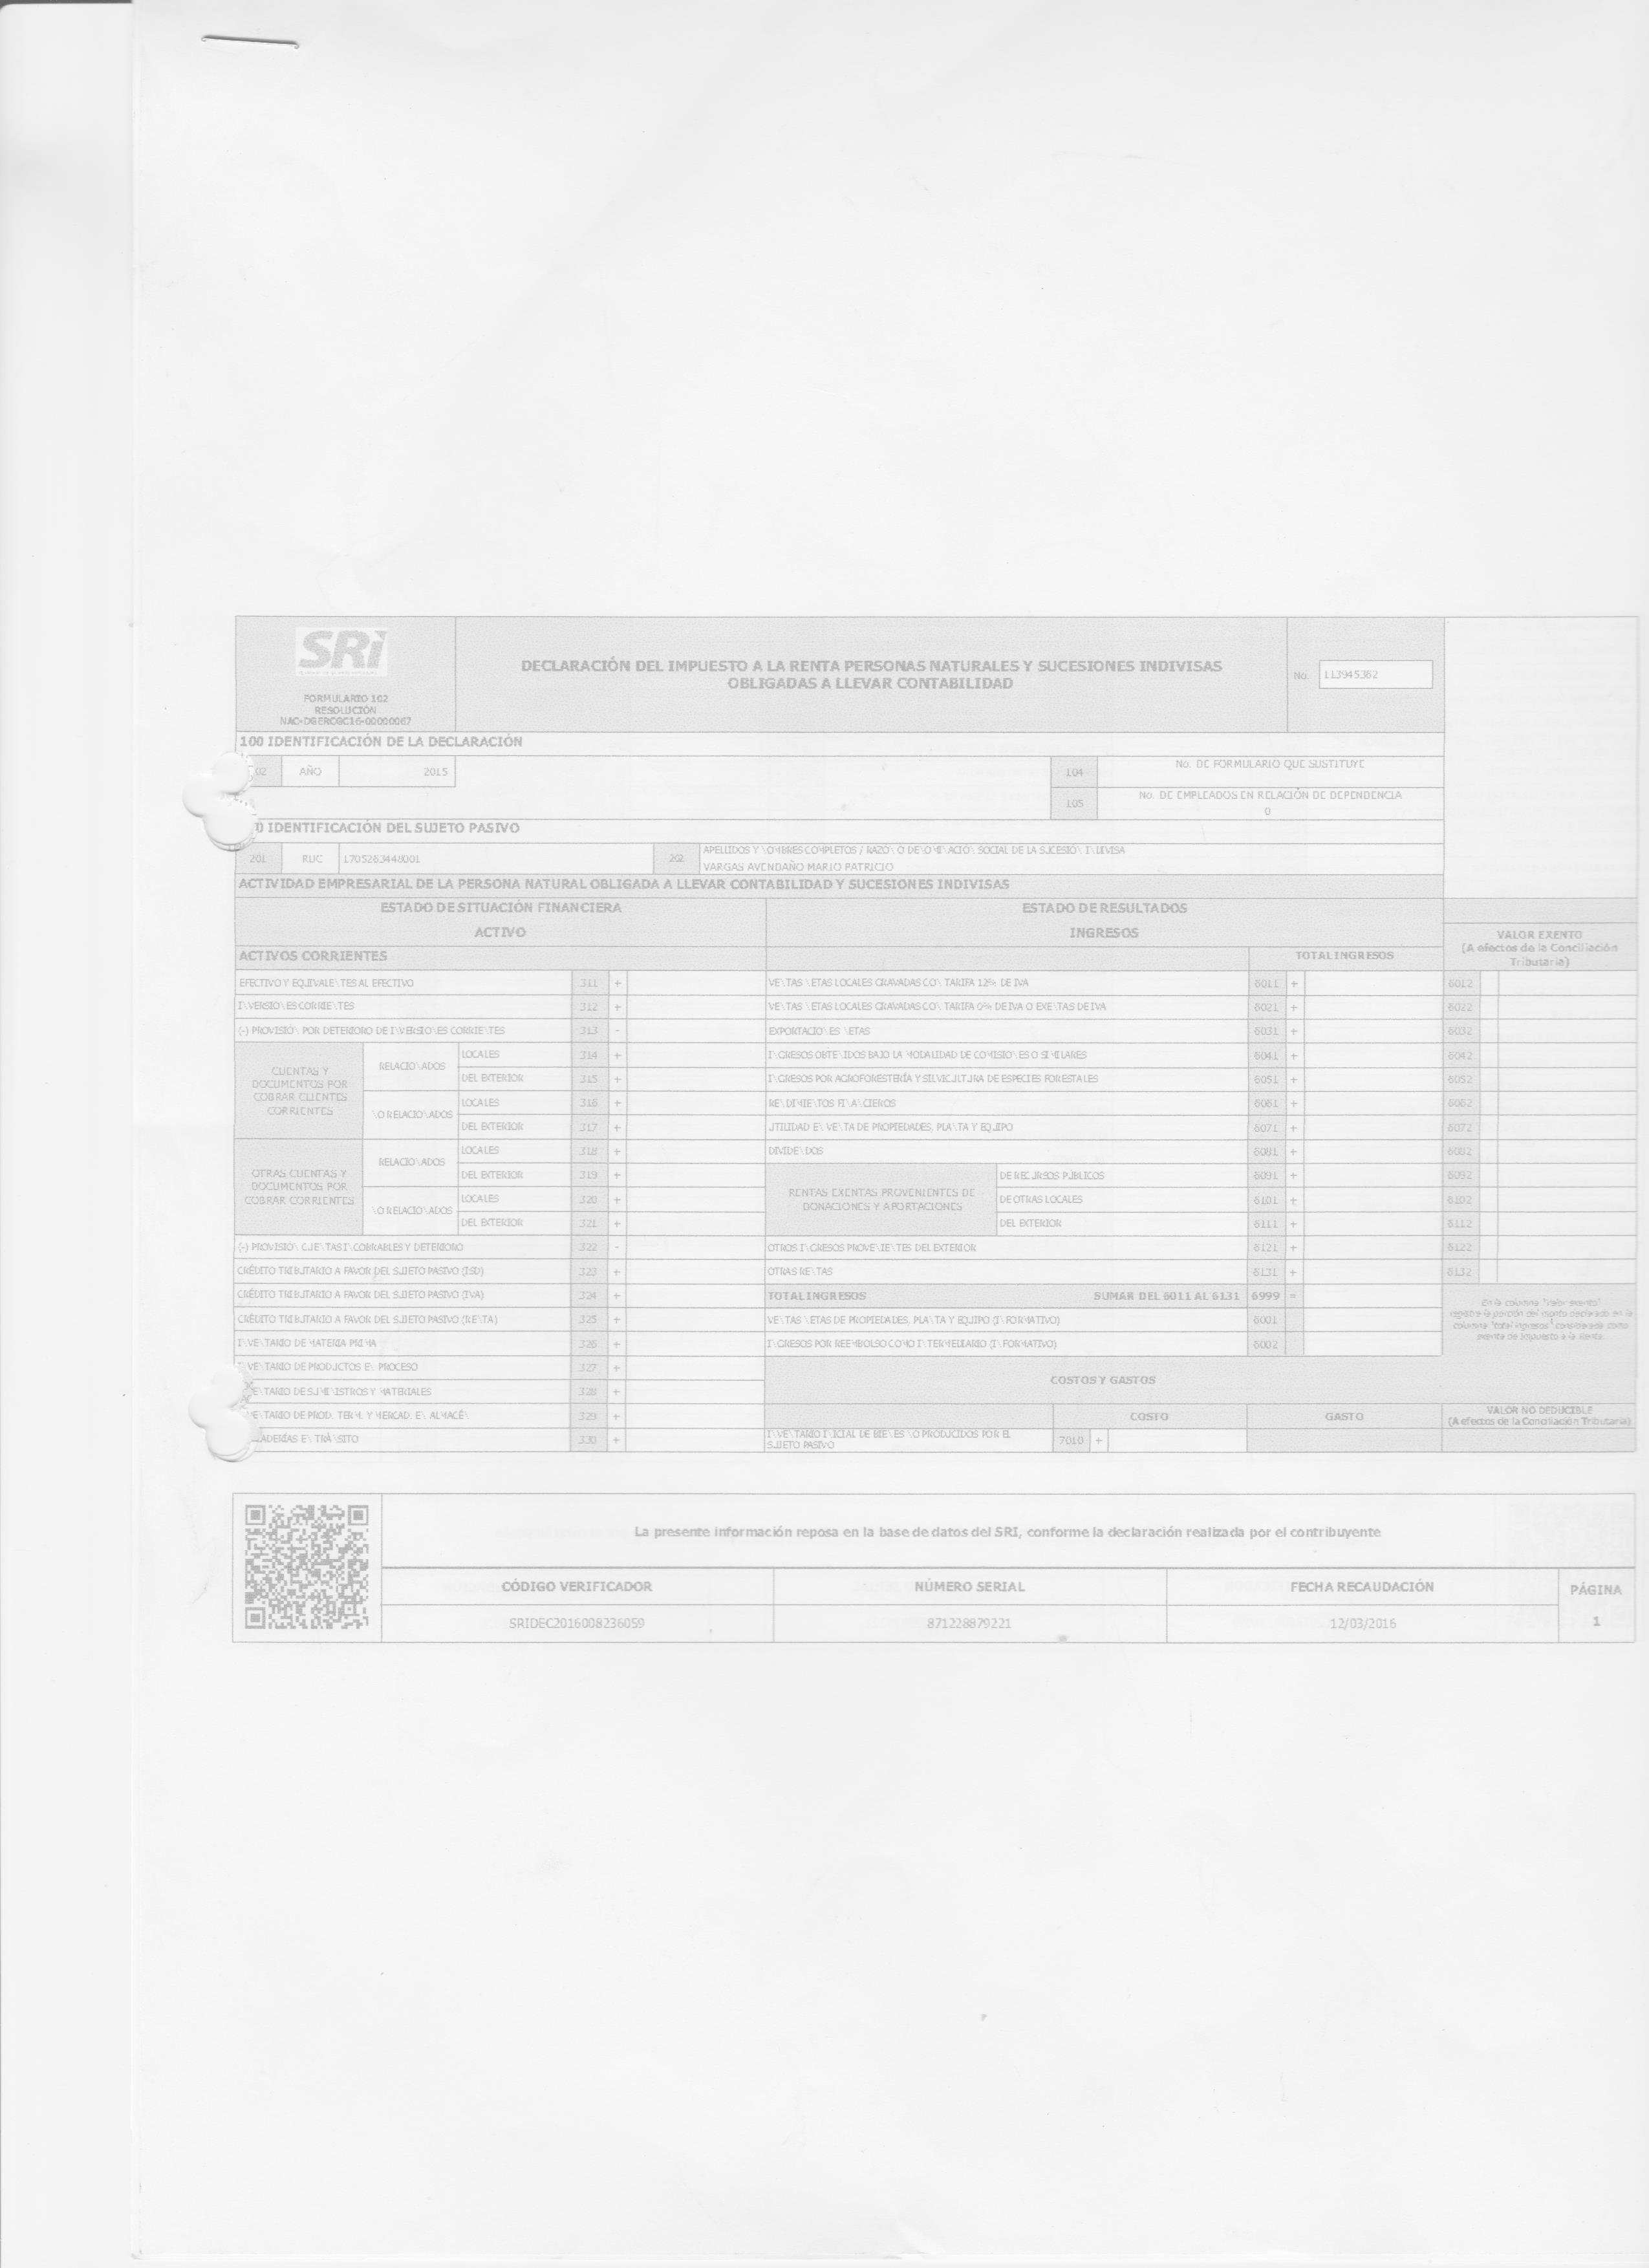 SRi
FORMULARIO 102
RESOLUCIÓN
NAC-DGERCGC16-00000067
DECLARACIÓN DEL IMPUESTO A LA RENTA PERSONAS NATURALES Y SUCESIONES INDIVISAS
OBLIGADAS A LLEVAR CONTABILIDAD
No. 113945382
100 IDENTIFICACIÓN DE LA DECLARACIÓN
02 AÑO 2015
104 No. DE FORMULARIO QUE SUSTITUYE
105 No. DE EMPLEADOS EN RELACIÓN DE DEPENDENCIA
0
0 IDENTIFICACIÓN DEL SUJETO PASIVO
201 RUC 1705263448001
202 APELLIDOS Y NOMBRES COMPLETOS / RAZÓN O DENOMINACIÓN SOCIAL DE LA SUCESIÓN INDIVISA
VARGAS AVENDAÑO MARIO PATRICIO
ACTIVIDAD EMPRESARIAL DE LA PERSONA NATURAL OBLIGADA A LLEVAR CONTABILIDAD Y SUCESIONES INDIVISAS
ESTADO DE SITUACIÓN FINANCIERA
ESTADO DE RESULTADOS
ACTIVO
INGRESOS
VALOR EXENTO
(A efectos de la Conciliación
Tributaria)
ACTIVOS CORRIENTES
TOTAL INGRESOS
EFECTIVO Y EQUIVALENTES AL EFECTIVO 311 +
VENTAS NETAS LOCALES GRAVADAS CON TARIFA 12% DE IVA 6011 + 6012
INVERSIONES CORRIENTES 312 +
VENTAS NETAS LOCALES GRAVADAS CON TARIFA 0% DE IVA O EXENTAS DE IVA 6021 + 6022
(-) PROVISIÓN POR DETERIORO DE INVERSIONES CORRIENTES 313 -
EXPORTACIONES NETAS 6031 + 6032
CUENTAS Y
DOCUMENTOS POR
COBRAR CLIENTES
CORRIENTES
RELACIONADOS
LOCALES 314 +
INGRESOS OBTENIDOS BAJO LA MODALIDAD DE COMISIONES O SIMILARES 6041 + 6042
DEL EXTERIOR 315 +
INGRESOS POR AGROFORESTERÍA Y SILVICULTURA DE ESPECIES FORESTALES 6051 + 6052
NO RELACIONADOS
LOCALES 316 +
RENDIMIENTOS FINANCIEROS 6061 + 6062
DEL EXTERIOR 317 +
UTILIDAD EN VENTA DE PROPIEDADES, PLANTA Y EQUIPO 6071 + 6072
OTRAS CUENTAS Y
DOCUMENTOS POR
COBRAR CORRIENTES
RELACIONADOS
LOCALES 318 +
DIVIDENDOS 6081 + 6082
DEL EXTERIOR 319 +
RENTAS EXENTAS PROVENIENTES DE
DONACIONES Y APORTACIONES
DE RECURSOS PÚBLICOS 6091 + 6092
NO RELACIONADOS
LOCALES 320 +
DE OTRAS LOCALES 6101 + 6102
DEL EXTERIOR 321 +
DEL EXTERIOR 6111 + 6112
(-) PROVISIÓN CUENTAS INCOBRABLES Y DETERIORO 322 -
OTROS INGRESOS PROVENIENTES DEL EXTERIOR 6121 + 6122
CRÉDITO TRIBUTARIO A FAVOR DEL SUJETO PASIVO (ISD) 323 +
OTRAS RENTAS 6131 + 6132
CRÉDITO TRIBUTARIO A FAVOR DEL SUJETO PASIVO (IVA) 324 +
TOTAL INGRESOS SUMAR DEL 6011 AL 6131 6999 =
En la columna "valor exento"
registre la porción del monto declarado en la
columna "total ingresos" considerada como
exenta de Impuesto a la Renta
CRÉDITO TRIBUTARIO A FAVOR DEL SUJETO PASIVO (RENTA) 325 +
VENTAS NETAS DE PROPIEDADES, PLANTA Y EQUIPO (INFORMATIVO) 6001
INVENTARIO DE MATERIA PRIMA 326 +
INGRESOS POR REEMBOLSO COMO INTERMEDIARIO (INFORMATIVO) 6002
INVENTARIO DE PRODUCTOS EN PROCESO 327 +
COSTOS Y GASTOS
ENTARIO DE SUMINISTROS Y MATERIALES 328 +
VENTARIO DE PROD. TERM. Y MERCAD. EN ALMACÉN 329 +
COSTO GASTO
VALOR NO DEDUCIBLE
(A efectos de la Conciliación Tributaria)
ADERÍAS EN TRÁNSITO 330 +
INVENTARIO INICIAL DE BIENES NO PRODUCIDOS POR EL
SUJETO PASIVO 7010 +
La presente información reposa en la base de datos del SRI, conforme la declaración realizada por el contribuyente
CÓDIGO VERIFICADOR NÚMERO SERIAL FECHA RECAUDACIÓN PÁGINA
SRIDEC2016008236059 871228879221 12/03/2016 1